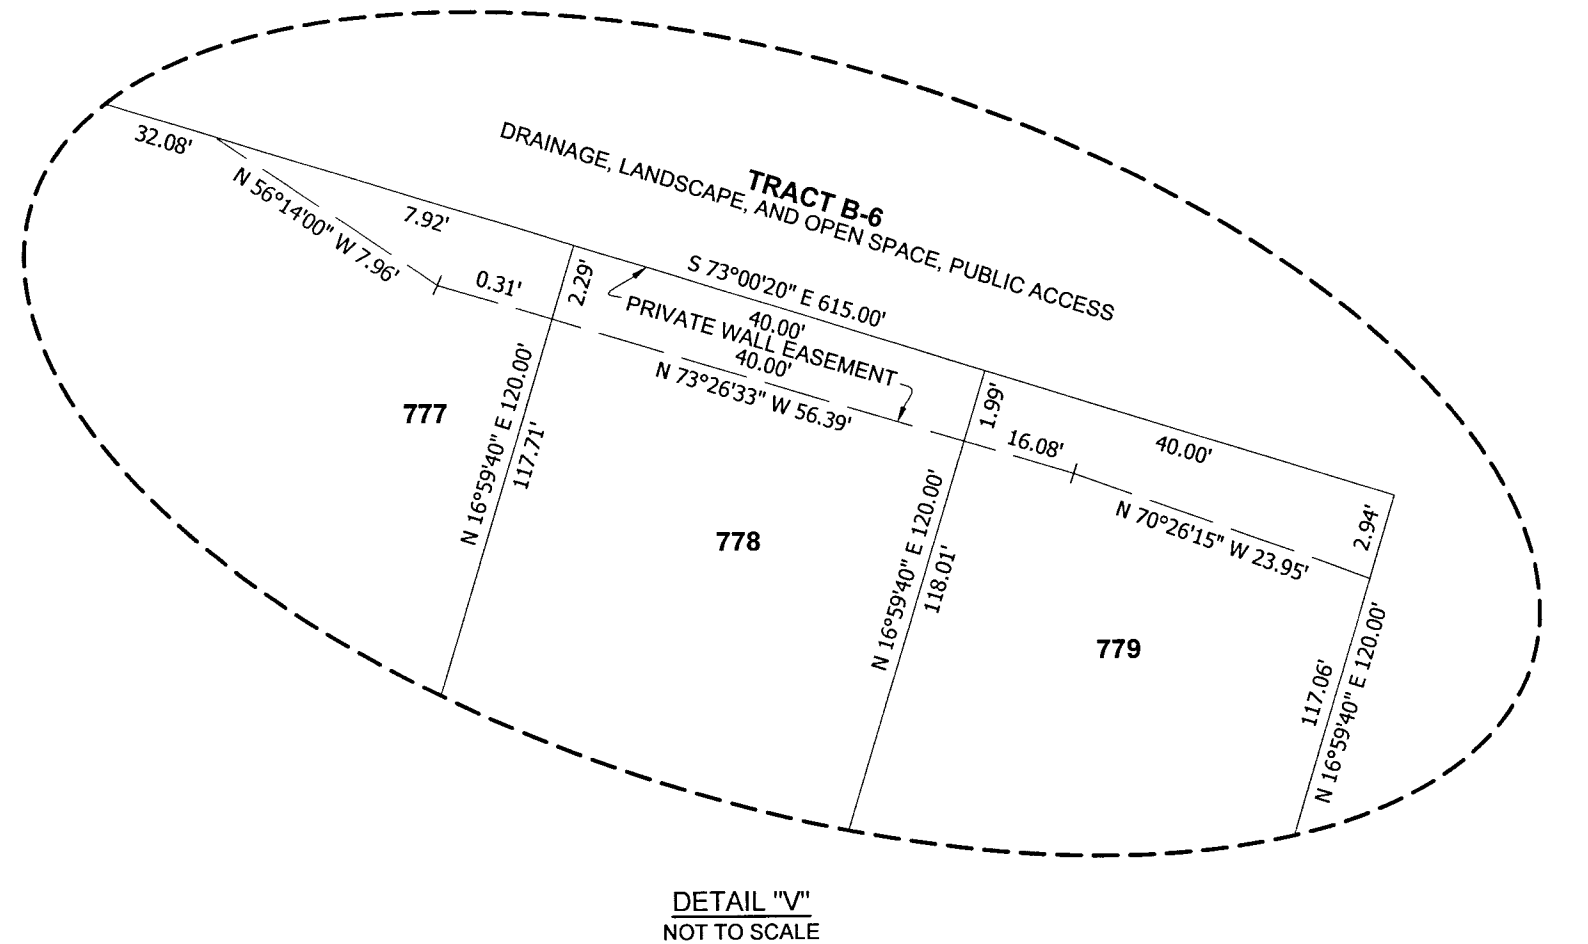 DRAINAGE, LANDSCAPE, AND OPEN SPACE, PUBLIC ACCESS
TRACT B-6
32.08'
N 56°14'00" W 7.96'
7.92'
0.31'
2.29'
S 73°00'20" E 615.00'
40.00'
PRIVATE WALL EASEMENT
40.00'
N 73°26'33" W 56.39'
1.99'
16.08'
40.00'
N 70°26'15" W 23.95'
2.94'
777
N 16°59'40" E 120.00'
117.71'
778
N 16°59'40" E 120.00'
118.01'
779
117.06'
N 16°59'40" E 120.00'
DETAIL "V"
NOT TO SCALE